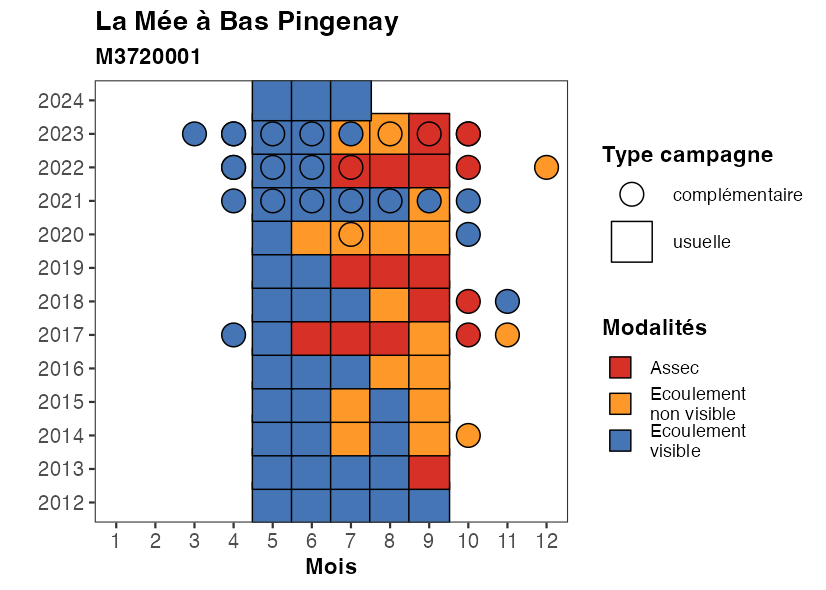 La Mée à Bas Pingenay
M3720001
2024
2023
2022
2021
2020
2019
2018
2017
2016
2015
2014
2013
2012
1 2 3 4 5 6 7 8 9 10 11 12
Mois
Type campagne
complémentaire
usuelle
Modalités
Assec
Ecoulement
non visible
Ecoulement
visible